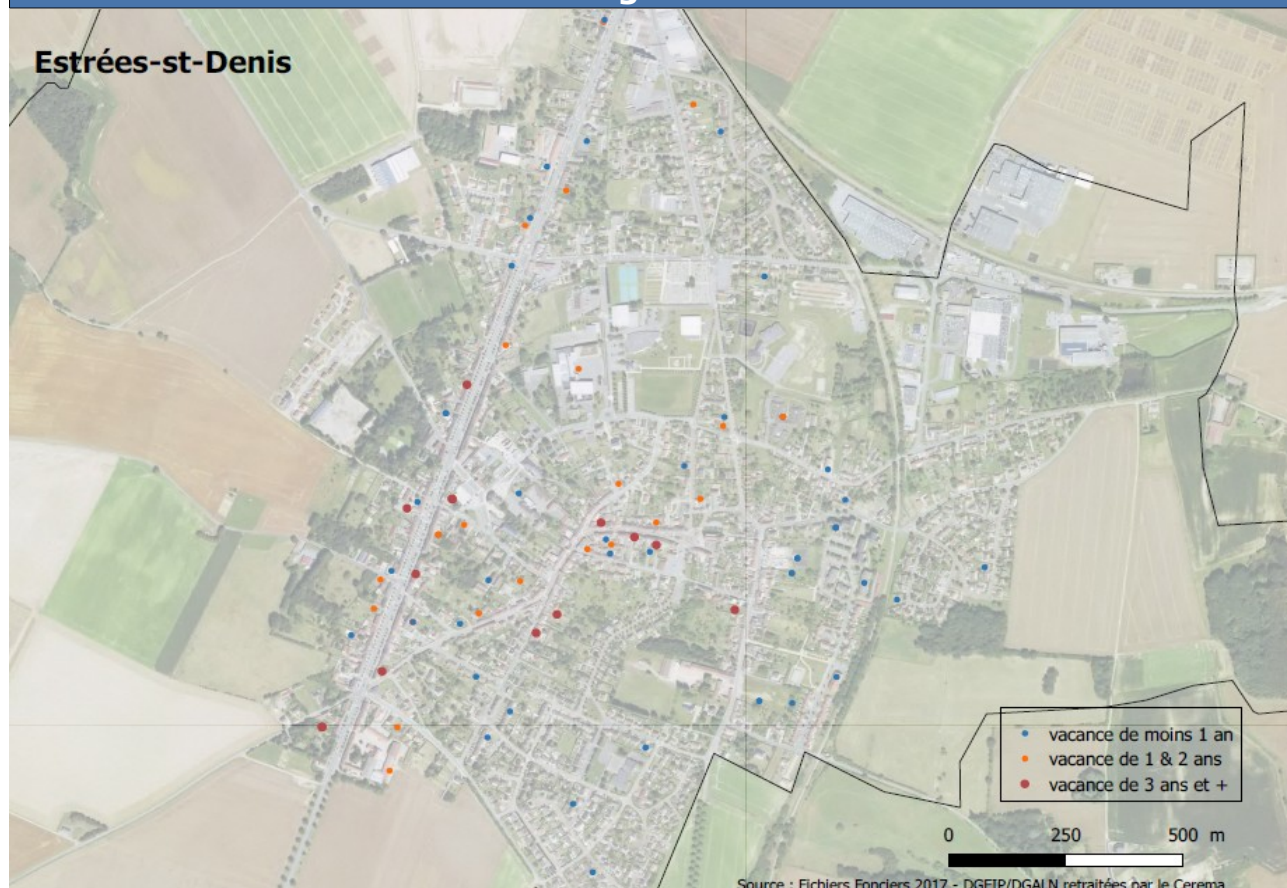 Estrées-st-Denis
vacance de moins 1 an
vacance de 1 & 2 ans
vacance de 3 ans et +
0 250 500 m
Source : Fichiers Fonciers 2017 - DGFIP/DGALN retraitées par le Cerema